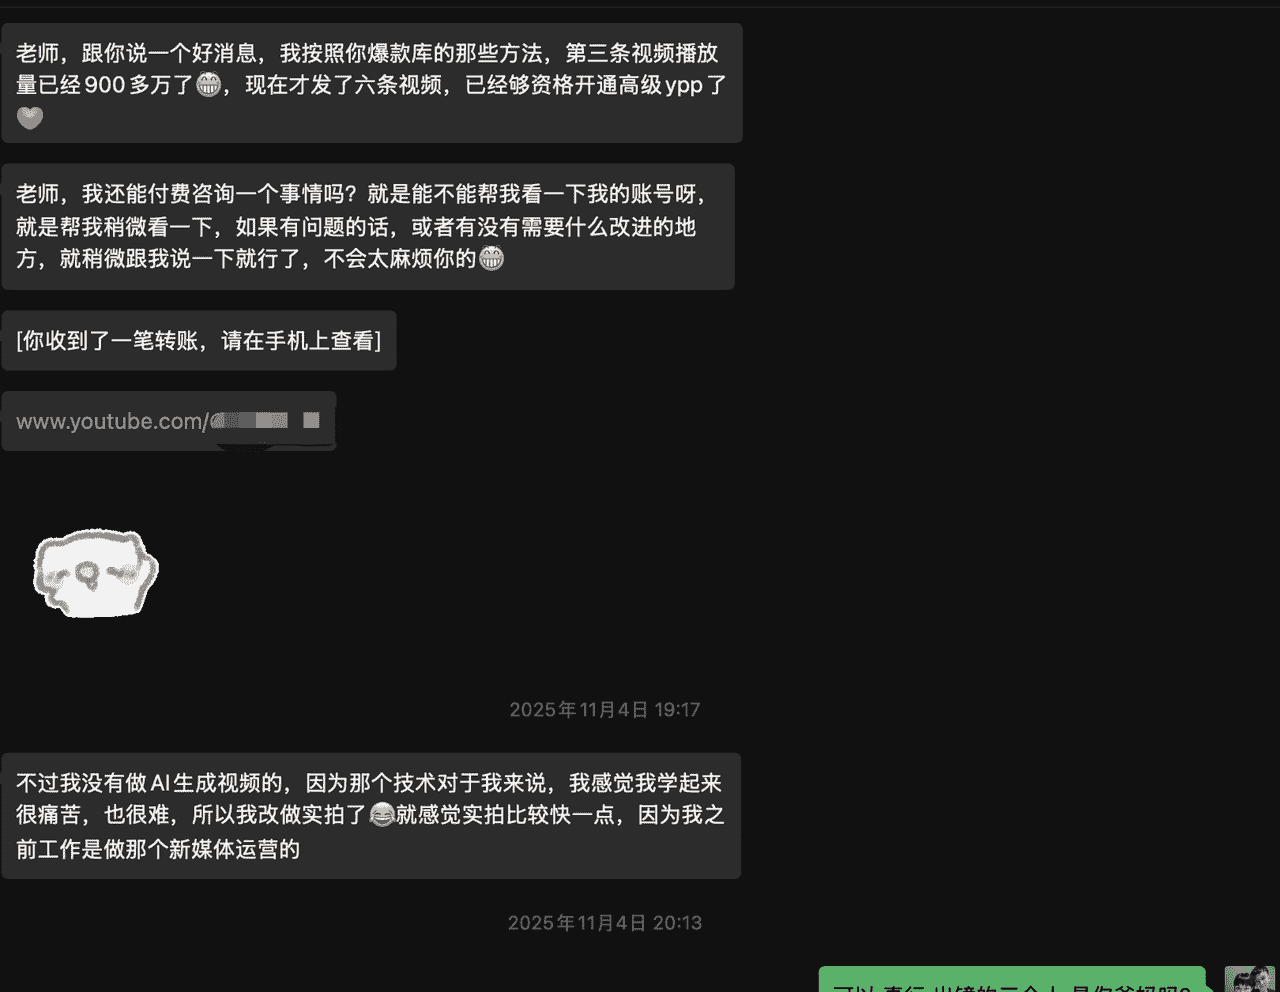 老师，跟你说一个好消息，我按照你爆款库的那些方法，第三条视频播放
量已经900多万了😁，现在才发了六条视频，已经够资格开通高级ypp了
❤
老师，我还能付费咨询一个事情吗？就是能不能帮我看一下我的账号呀，
就是帮我稍微看一下，如果有问题的话，或者有没有需要什么改进的地
方，就稍微跟我说一下就行了，不会太麻烦你的😁
[你收到了一笔转账，请在手机上查看]
www.youtube.com/@
2025年11月4日 19:17
不过我没有做AI生成视频的，因为那个技术对于我来说，我感觉我学起来
很痛苦，也很难，所以我改做实拍了😂就感觉实拍比较快一点，因为我之
前工作是做那个新媒体运营的
2025年11月4日 20:13